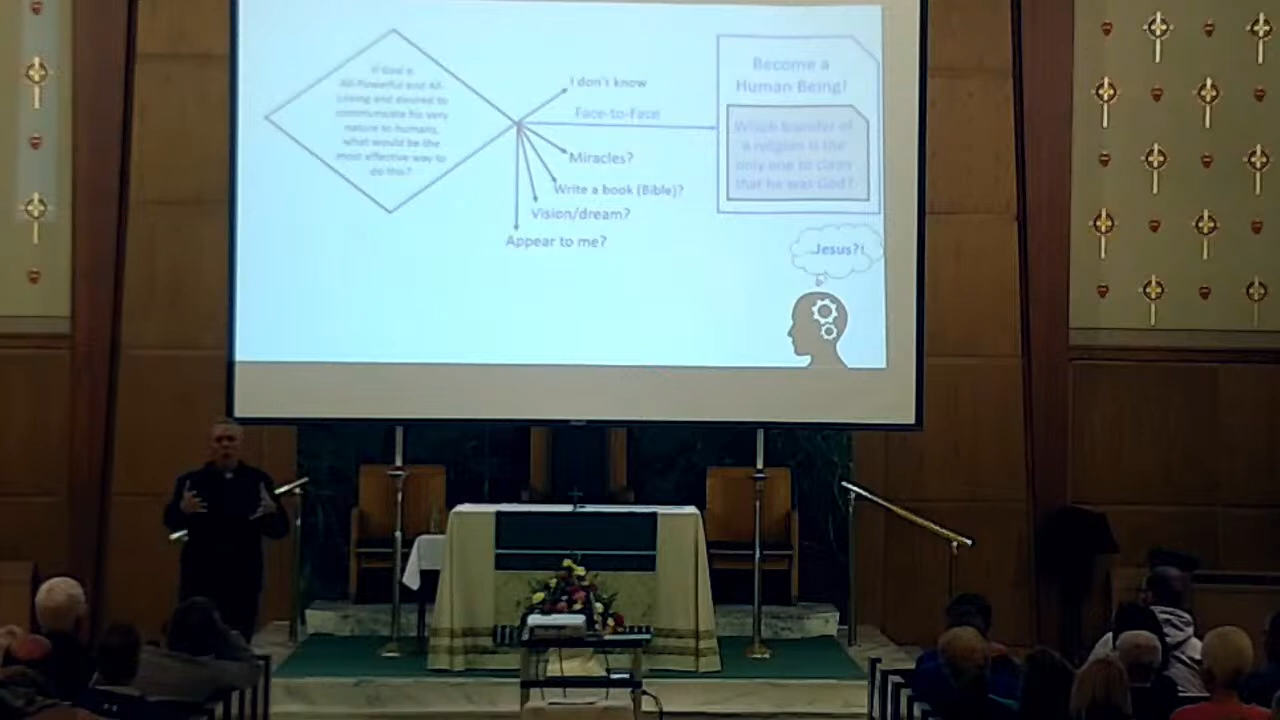 If God is
All-Powerful and All-
Loving and desired to
communicate his very
nature to humans,
what would be the
most effective way to
do this?
I don't know
Face-to-Face
Miracles?
Write a book (Bible)?
Vision/dream?
Appear to me?
Become a
Human Being!
Which founder of
a religion is the
only one to claim
that he was God?
Jesus?!